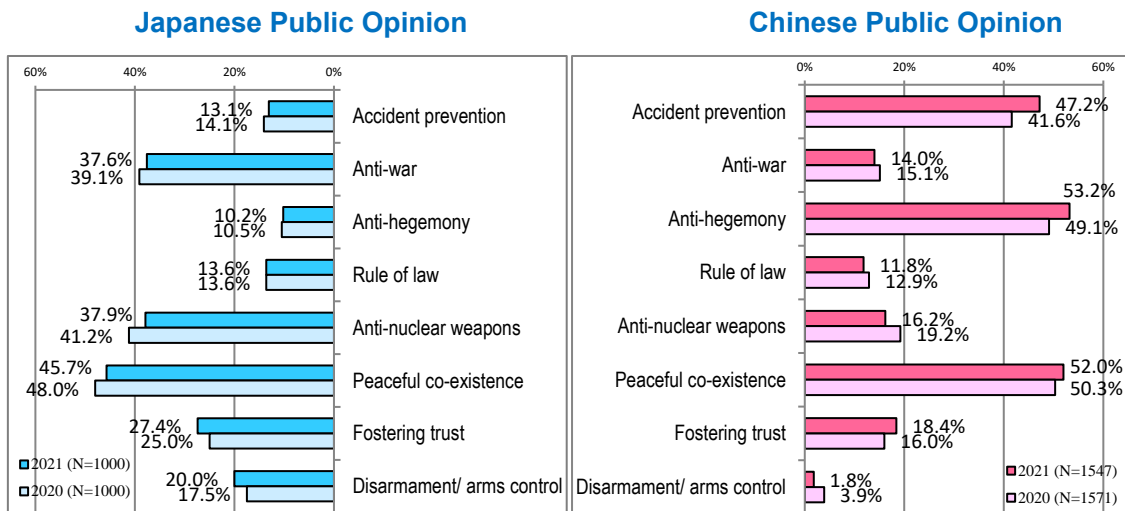 Japanese Public Opinion
60% 40% 20% 0%
13.1%
14.1%
Accident prevention
37.6%
39.1%
Anti-war
10.2%
10.5%
Anti-hegemony
13.6%
13.6%
Rule of law
37.9%
41.2%
Anti-nuclear weapons
45.7%
48.0%
Peaceful co-existence
27.4%
25.0%
Fostering trust
20.0%
17.5%
Disarmament/ arms control
2021 (N=1000)
2020 (N=1000)
Chinese Public Opinion
0% 20% 40% 60%
Accident prevention
47.2%
41.6%
Anti-war
14.0%
15.1%
Anti-hegemony
53.2%
49.1%
Rule of law
11.8%
12.9%
Anti-nuclear weapons
16.2%
19.2%
Peaceful co-existence
52.0%
50.3%
Fostering trust
18.4%
16.0%
Disarmament/ arms control
1.8%
3.9%
2021 (N=1547)
2020 (N=1571)